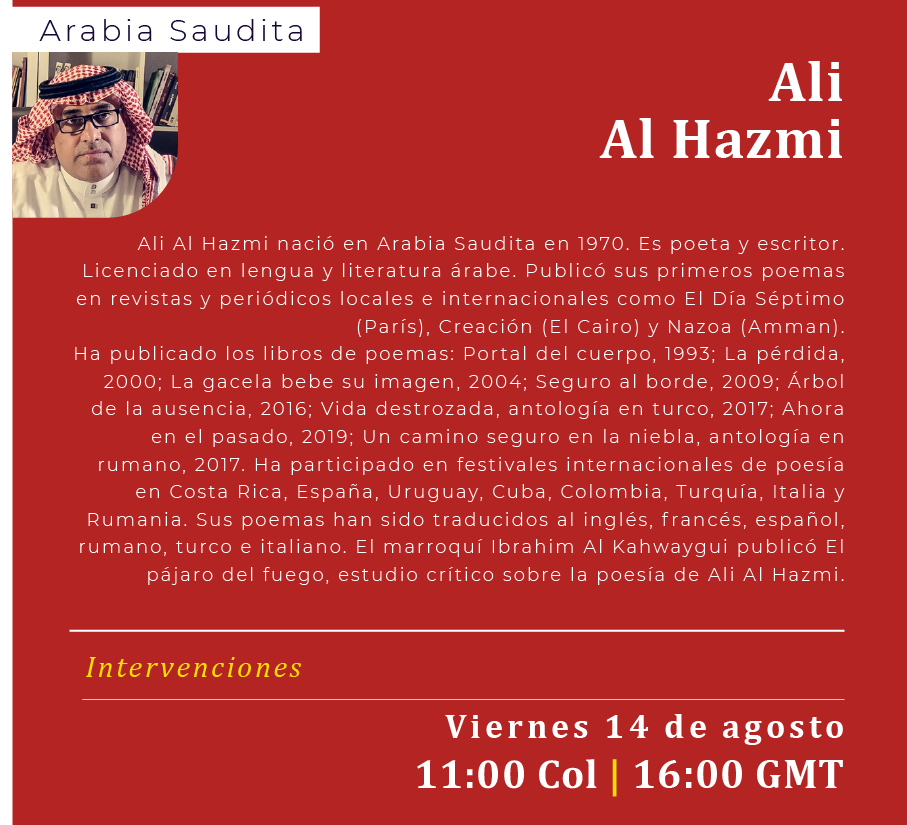 Arabia Saudita
Ali
Al Hazmi
Ali Al Hazmi nació en Arabia Saudita en 1970. Es poeta y escritor.
Licenciado en lengua y literatura árabe. Publicó sus primeros poemas
en revistas y periódicos locales e internacionales como El Día Séptimo
(París), Creación (El Cairo) y Nazoa (Amman).
Ha publicado los libros de poemas: Portal del cuerpo, 1993; La pérdida,
2000; La gacela bebe su imagen, 2004; Seguro al borde, 2009; Árbol
de la ausencia, 2016; Vida destrozada, antología en turco, 2017; Ahora
en el pasado, 2019; Un camino seguro en la niebla, antología en
rumano, 2017. Ha participado en festivales internacionales de poesía
en Costa Rica, España, Uruguay, Cuba, Colombia, Turquía, Italia y
Rumania. Sus poemas han sido traducidos al inglés, francés, español,
rumano, turco e italiano. El marroquí Ibrahim Al Kahwaygui publicó El
pájaro del fuego, estudio crítico sobre la poesía de Ali Al Hazmi.
Intervenciones
Viernes 14 de agosto
11:00 Col | 16:00 GMT